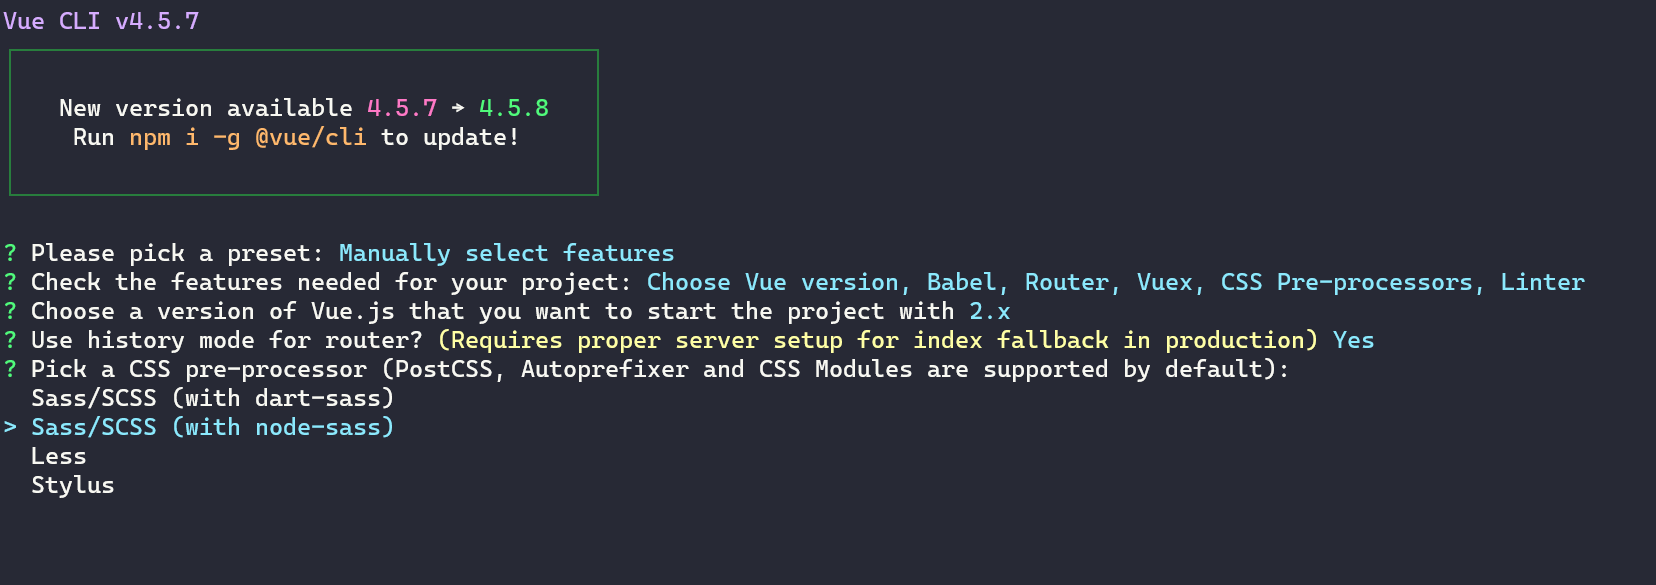 Vue CLI v4.5.7
New version available 4.5.7 → 4.5.8
Run npm i -g @vue/cli to update!
? Please pick a preset: Manually select features
? Check the features needed for your project: Choose Vue version, Babel, Router, Vuex, CSS Pre-processors, Linter
? Choose a version of Vue.js that you want to start the project with 2.x
? Use history mode for router? (Requires proper server setup for index fallback in production) Yes
? Pick a CSS pre-processor (PostCSS, Autoprefixer and CSS Modules are supported by default):
Sass/SCSS (with dart-sass)
> Sass/SCSS (with node-sass)
Less
Stylus